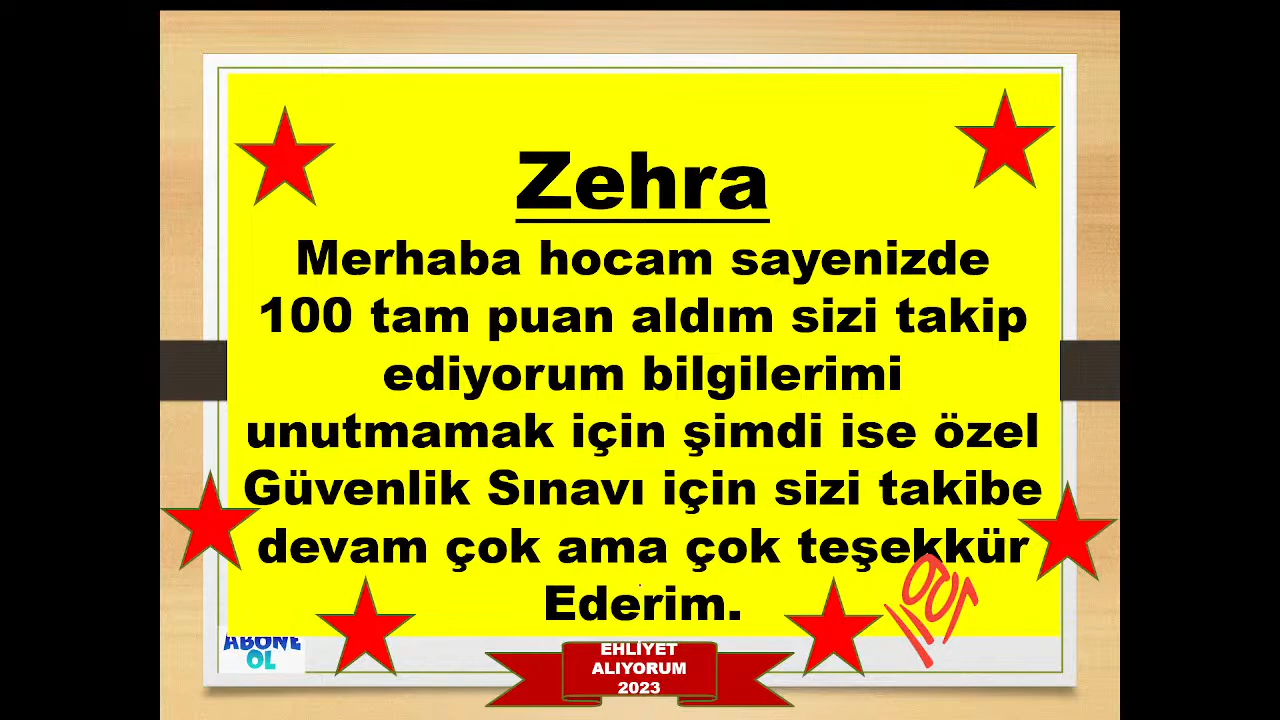 Zehra
Merhaba hocam sayenizde
100 tam puan aldım sizi takip
ediyorum bilgilerimi
unutmamak için şimdi ise özel
Güvenlik Sınavı için sizi takibe
devam çok ama çok teşekkür
Ederim.
100
ABONE
OL
EHLİYET
ALIYORUM
2023